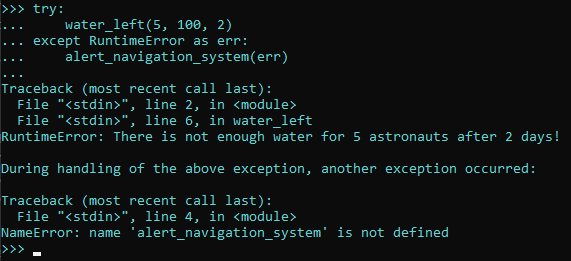 >>> try:
...     water_left(5, 100, 2)
... except RuntimeError as err:
...     alert_navigation_system(err)
...
Traceback (most recent call last):
  File "<stdin>", line 2, in <module>
  File "<stdin>", line 6, in water_left
RuntimeError: There is not enough water for 5 astronauts after 2 days!

During handling of the above exception, another exception occurred:

Traceback (most recent call last):
  File "<stdin>", line 4, in <module>
NameError: name 'alert_navigation_system' is not defined
>>>